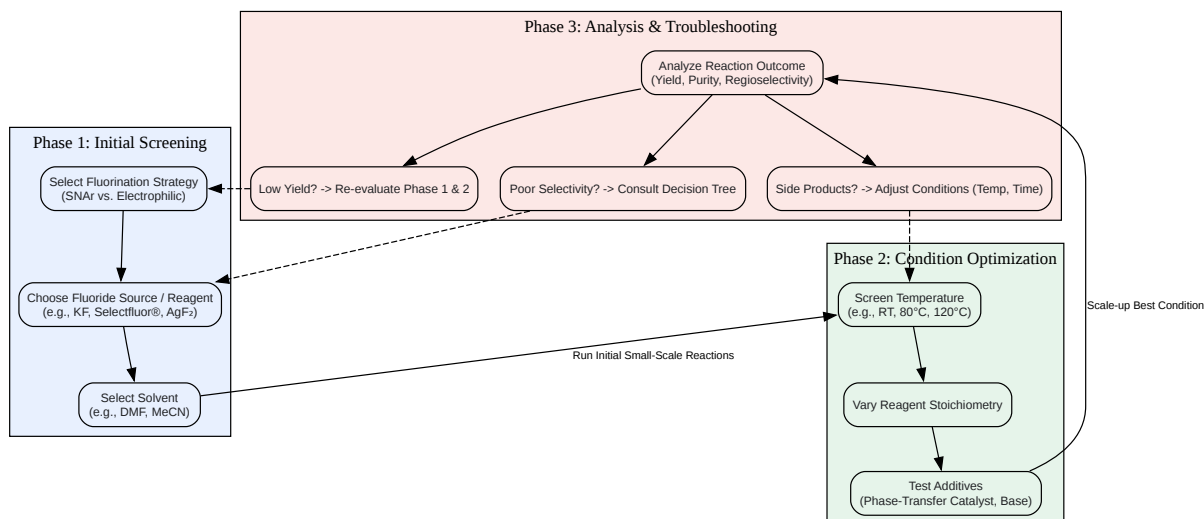 Phase 3: Analysis & Troubleshooting
Analyze Reaction Outcome
(Yield, Purity, Regioselectivity)
Low Yield? -> Re-evaluate Phase 1 & 2
Poor Selectivity? -> Consult Decision Tree
Side Products? -> Adjust Conditions (Temp, Time)
Phase 1: Initial Screening
Select Fluorination Strategy
(SNAr vs. Electrophilic)
Choose Fluoride Source / Reagent
(e.g., KF, Selectfluor®, AgF₂)
Select Solvent
(e.g., DMF, MeCN)
Run Initial Small-Scale Reactions
Phase 2: Condition Optimization
Screen Temperature
(e.g., RT, 80°C, 120°C)
Vary Reagent Stoichiometry
Test Additives
(Phase-Transfer Catalyst, Base)
Scale-up Best Condition